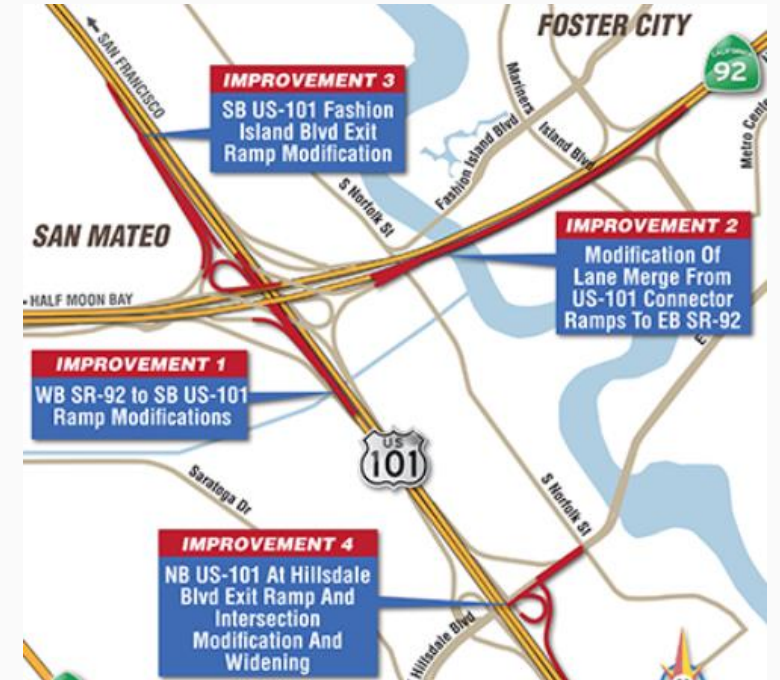 FOSTER CITY
CALIFORNIA
92
SAN FRANCISCO
IMPROVEMENT 3
SB US-101 Fashion
Island Blvd Exit
Ramp Modification
Mariners
Island Blvd
Fashion Island Blvd
S Norfolk St
SAN MATEO
IMPROVEMENT 2
Modification Of
Lane Merge From
US-101 Connector
Ramps To EB SR-92
HALF MOON BAY
IMPROVEMENT 1
WB SR-92 to SB US-101
Ramp Modifications
US
101
Saratoga Dr
S Norfolk St
IMPROVEMENT 4
NB US-101 At Hillsdale
Blvd Exit Ramp And
Intersection
Modification And
Widening
Hillsdale Blvd